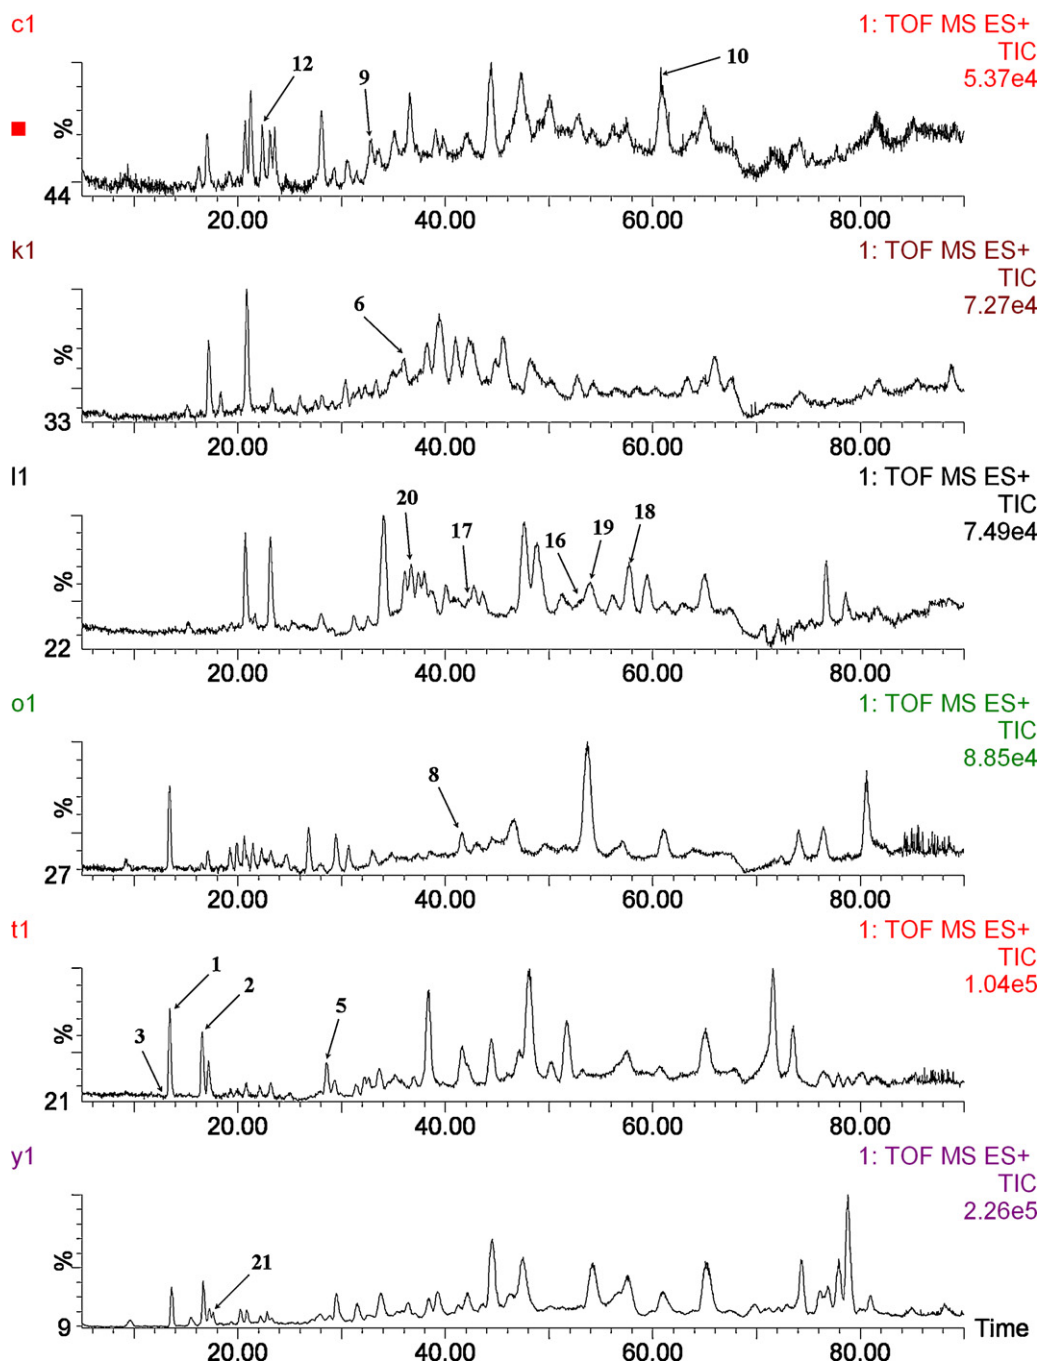 c1
1: TOF MS ES+
TIC
5.37e4
12
9
10
%
44
20.00 40.00 60.00 80.00
k1
1: TOF MS ES+
TIC
7.27e4
6
%
33
20.00 40.00 60.00 80.00
l1
1: TOF MS ES+
TIC
7.49e4
20
17
16
19
18
%
22
20.00 40.00 60.00 80.00
o1
1: TOF MS ES+
TIC
8.85e4
8
%
27
20.00 40.00 60.00 80.00
t1
1: TOF MS ES+
TIC
1.04e5
1
2
3
5
%
21
20.00 40.00 60.00 80.00
y1
1: TOF MS ES+
TIC
2.26e5
21
%
9
Time
20.00 40.00 60.00 80.00